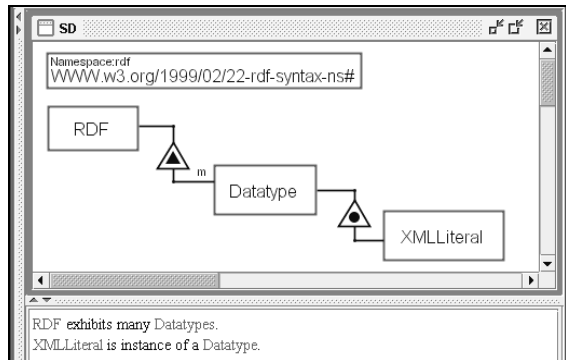 SD
Namespace:rdf
WWW.w3.org/1999/02/22-rdf-syntax-ns#
RDF
m
Datatype
XMLLiteral
RDF exhibits many Datatypes.
XMLLiteral is instance of a Datatype.